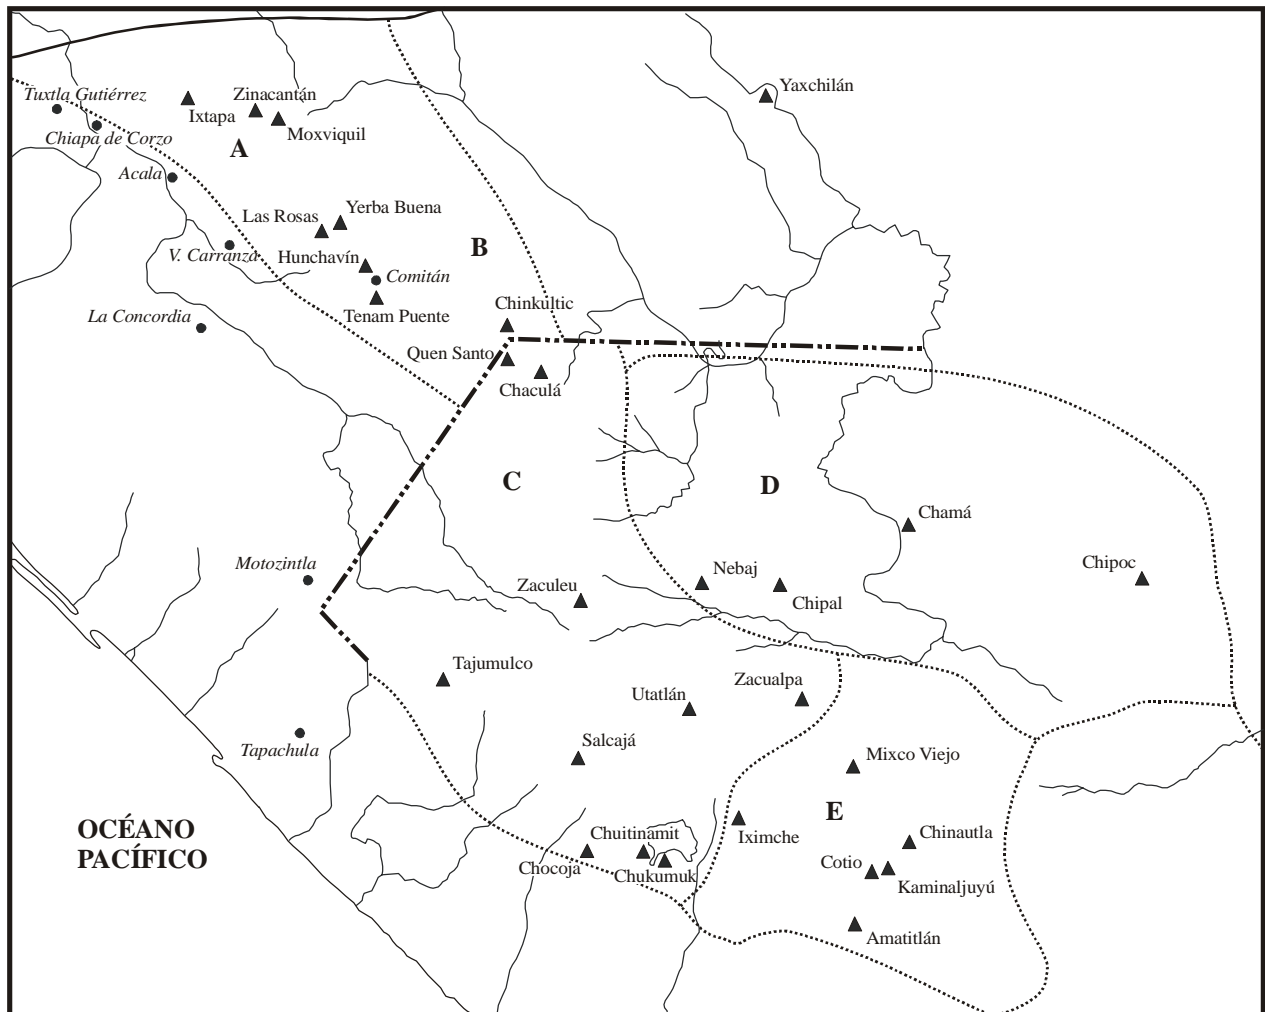 Yaxchilán
Tuxtla Gutiérrez
Zinacantán
Ixtapa
Moxviquil
Chiapa de Corzo
A
Acala
Las Rosas
Yerba Buena
V. Carranza
Hunchavín
B
Comitán
La Concordia
Tenam Puente
Chinkultic
Quen Santo
Chaculá
C
D
Chamá
Motozintla
Zaculeu
Nebaj
Chipal
Chipoc
Tajumulco
Utatlán
Zacualpa
Tapachula
Salcajá
Mixco Viejo
OCÉANO
PACÍFICO
E
Chuitinamit
Iximche
Chinautla
Chocoja
Chukumuk
Cotio
Kaminaljuyú
Amatitlán